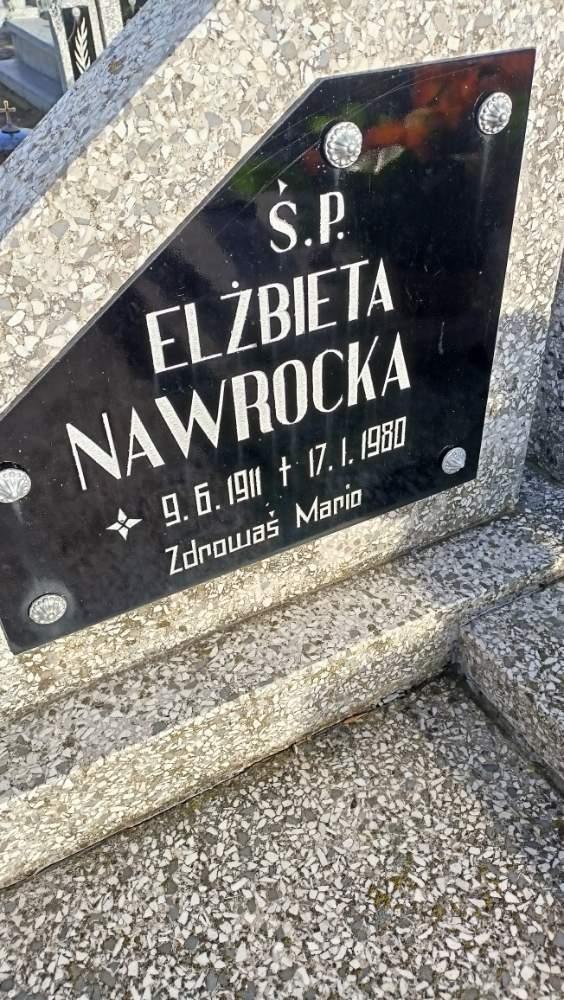 Ś.P.
ELŻBIETA
NAWROCKA
9.6.1911 † 17.1.1980
Zdrowaś Mario